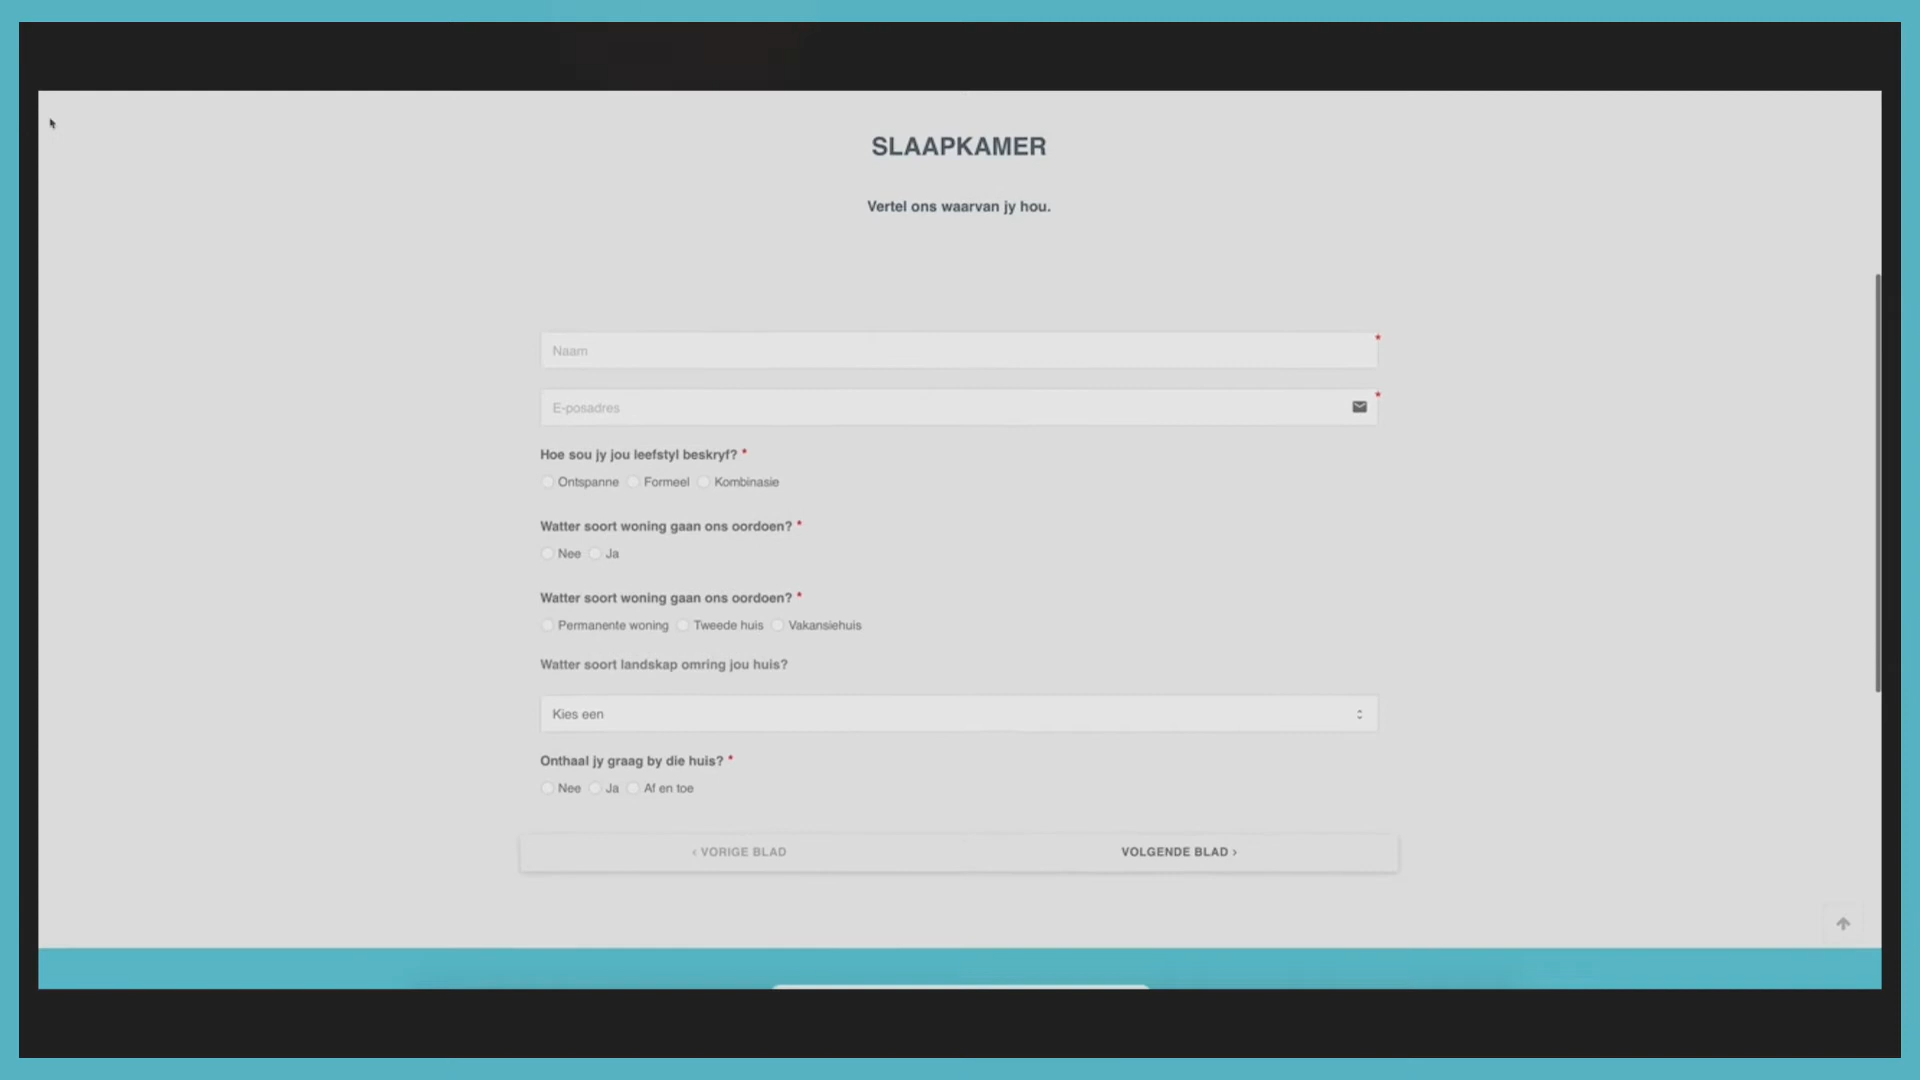 SLAAPKAMER
Vertel ons waarvan jy hou.
Naam *
E-posadres *
Hoe sou jy jou leefstyl beskryf? *
Ontspanne Formeel Kombinasie
Watter soort woning gaan ons oordoen? *
Nee Ja
Watter soort woning gaan ons oordoen? *
Permanente woning Tweede huis Vakansiehuis
Watter soort landskap omring jou huis?
Kies een
Onthaal jy graag by die huis? *
Nee Ja Af en toe
‹ VORIGE BLAD VOLGENDE BLAD ›